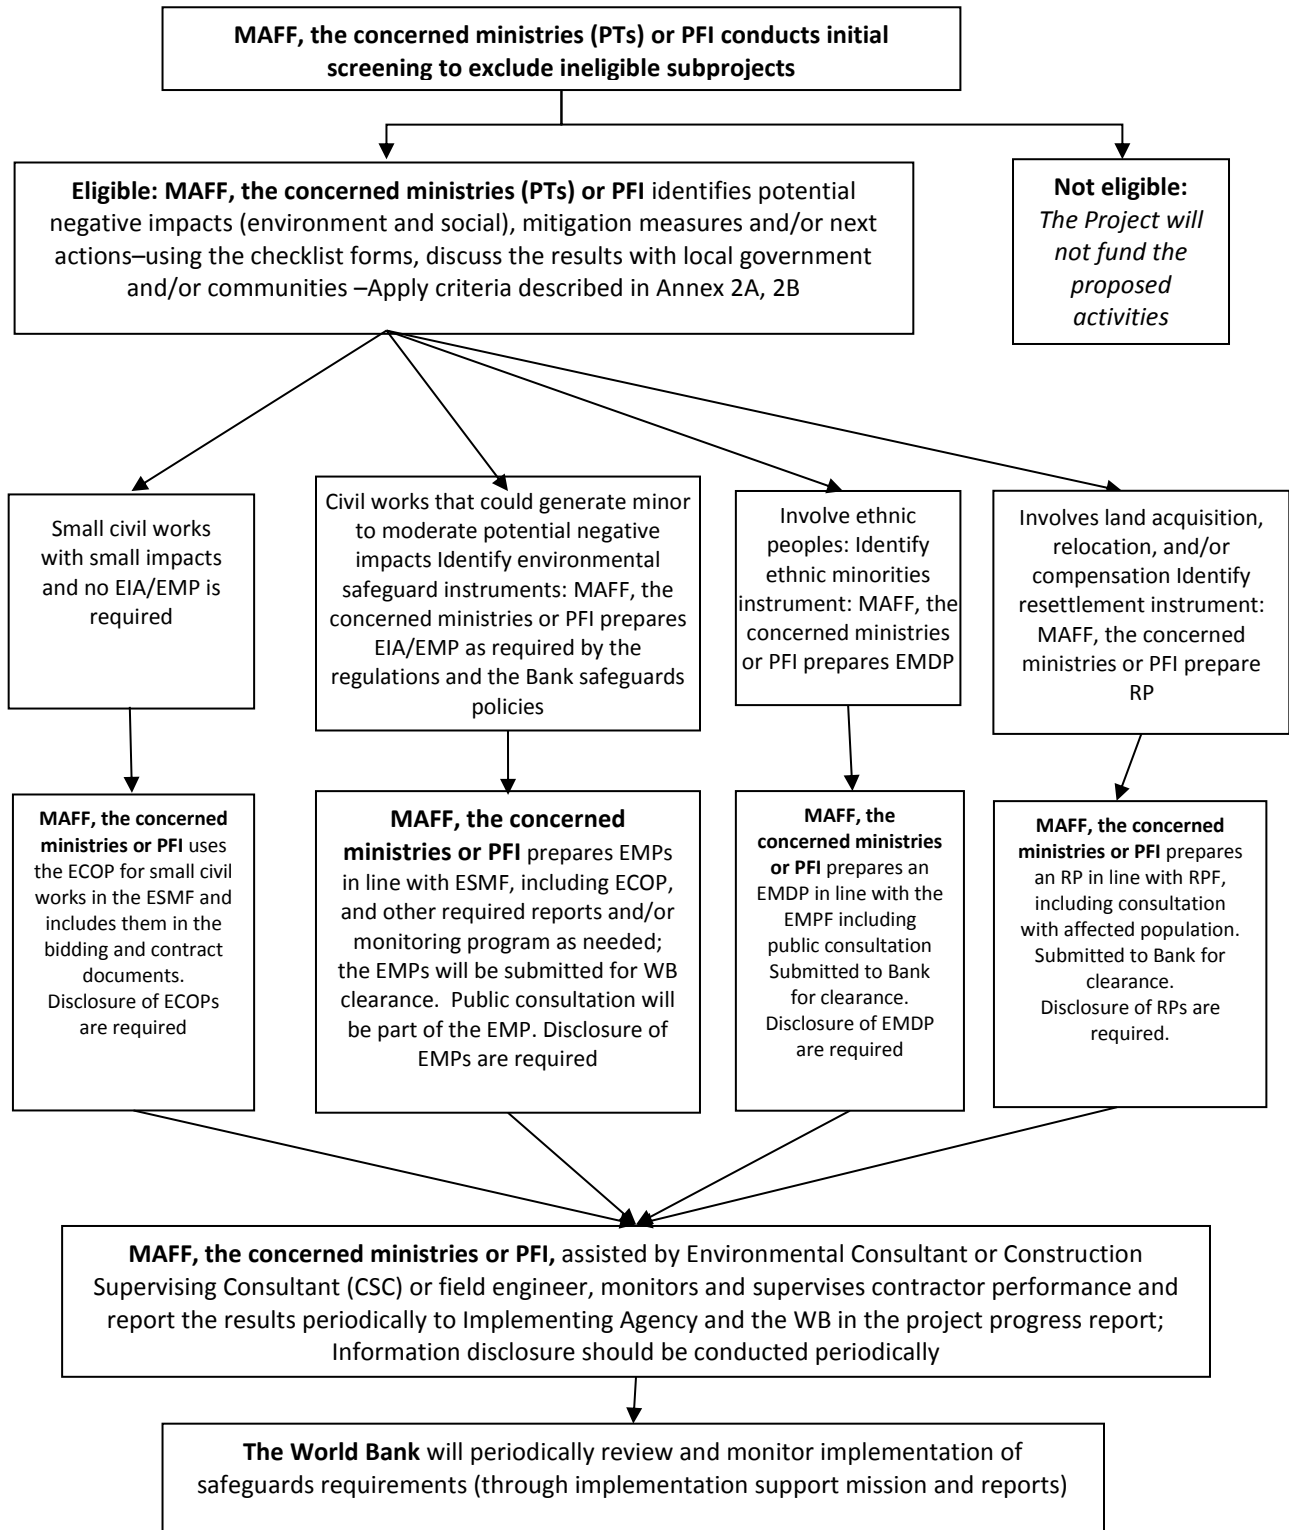 MAFF, the concerned ministries (PTs) or PFI conducts initial
screening to exclude ineligible subprojects
Eligible: MAFF, the concerned ministries (PTs) or PFI identifies potential
negative impacts (environment and social), mitigation measures and/or next
actions–using the checklist forms, discuss the results with local government
and/or communities –Apply criteria described in Annex 2A, 2B
Not eligible:
The Project will
not fund the
proposed
activities
Small civil works
with small impacts
and no EIA/EMP is
required
Civil works that could generate minor
to moderate potential negative
impacts Identify environmental
safeguard instruments: MAFF, the
concerned ministries or PFI prepares
EIA/EMP as required by the
regulations and the Bank safeguards
policies
Involve ethnic
peoples: Identify
ethnic minorities
instrument: MAFF, the
concerned ministries
or PFI prepares EMDP
Involves land acquisition,
relocation, and/or
compensation Identify
resettlement instrument:
MAFF, the concerned
ministries or PFI prepare
RP
MAFF, the concerned
ministries or PFI uses
the ECOP for small civil
works in the ESMF and
includes them in the
bidding and contract
documents.
Disclosure of ECOPs
are required
MAFF, the concerned
ministries or PFI prepares EMPs
in line with ESMF, including ECOP,
and other required reports and/or
monitoring program as needed;
the EMPs will be submitted for WB
clearance.  Public consultation will
be part of the EMP. Disclosure of
EMPs are required
MAFF, the
concerned ministries
or PFI prepares an
EMDP in line with the
EMPF including
public consultation
Submitted to Bank
for clearance.
Disclosure of EMDP
are required
MAFF, the concerned
ministries or PFI prepares
an RP in line with RPF,
including consultation
with affected population.
Submitted to Bank for
clearance.
Disclosure of RPs are
required.
MAFF, the concerned ministries or PFI, assisted by Environmental Consultant or Construction
Supervising Consultant (CSC) or field engineer, monitors and supervises contractor performance and
report the results periodically to Implementing Agency and the WB in the project progress report;
Information disclosure should be conducted periodically
The World Bank will periodically review and monitor implementation of
safeguards requirements (through implementation support mission and reports)